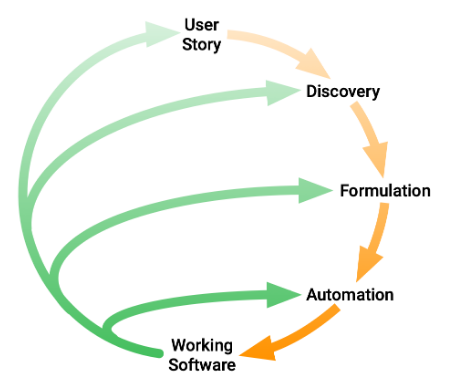 User
Story
Discovery
Formulation
Automation
Working
Software